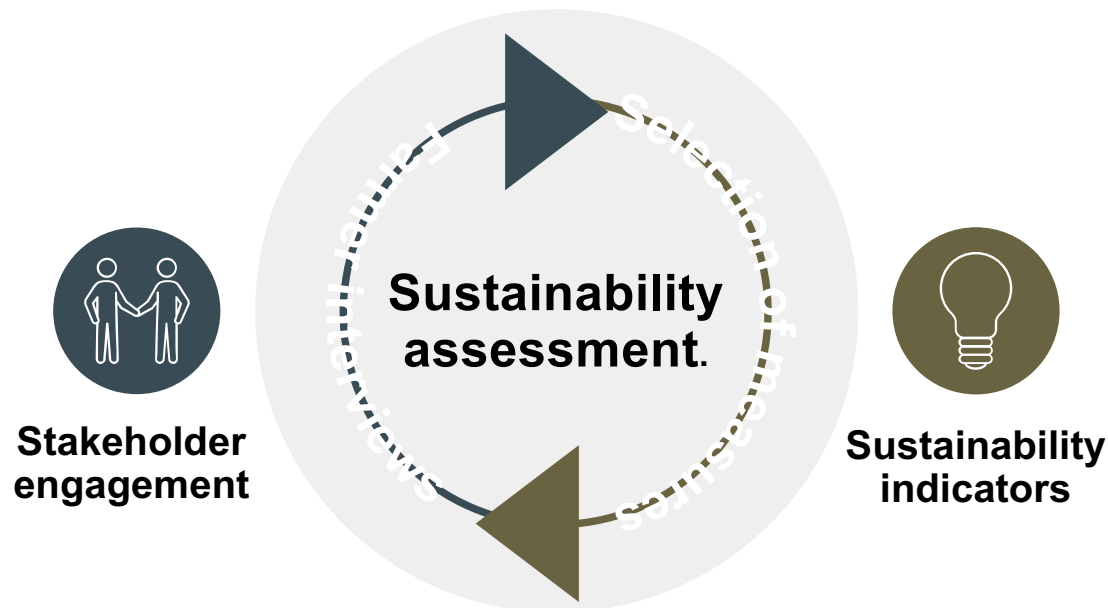 Farmer interviews
Selection of measures
Sustainability
assessment.
Stakeholder
engagement
Sustainability
indicators